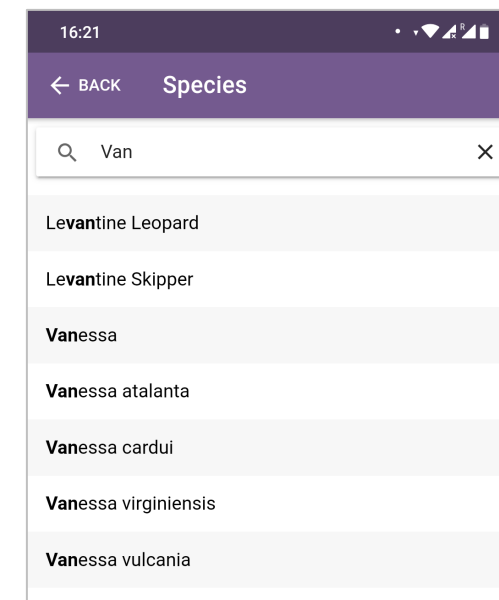 16:21
R
BACK Species
Van
Levantine Leopard
Levantine Skipper
Vanessa
Vanessa atalanta
Vanessa cardui
Vanessa virginiensis
Vanessa vulcania